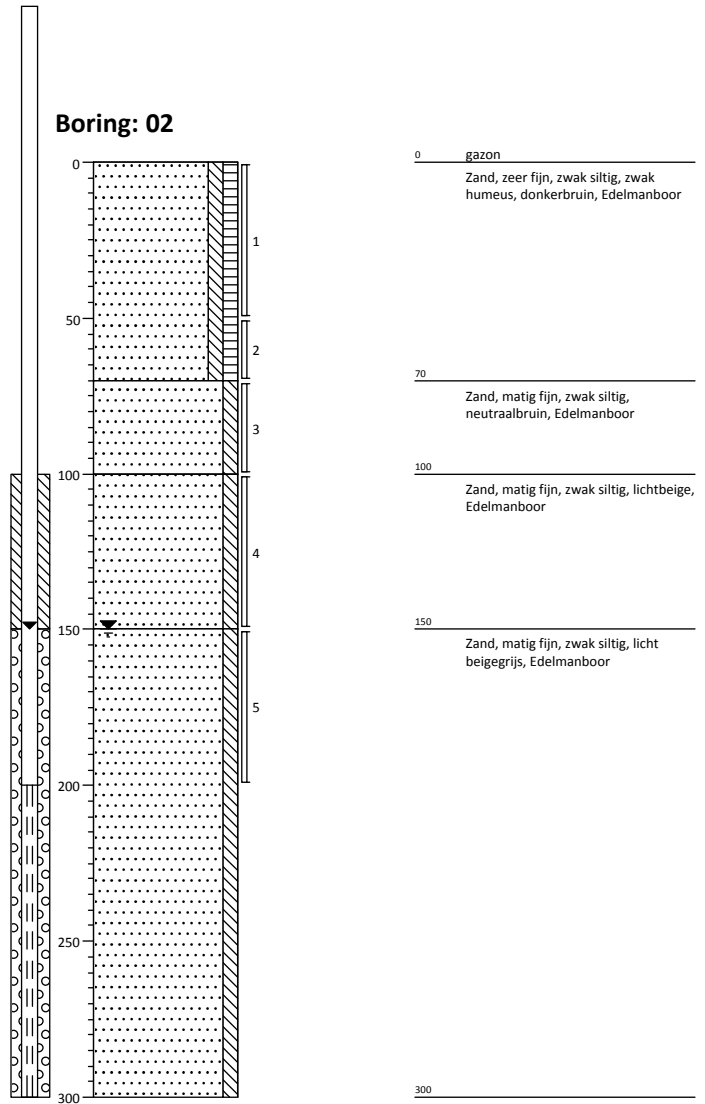 Boring: 02
0
50
100
150
200
250
300
1
2
3
4
5
0 gazon
Zand, zeer fijn, zwak siltig, zwak
humeus, donkerbruin, Edelmanboor
70
Zand, matig fijn, zwak siltig,
neutraalbruin, Edelmanboor
100
Zand, matig fijn, zwak siltig, lichtbeige,
Edelmanboor
150
Zand, matig fijn, zwak siltig, licht
beigegrijs, Edelmanboor
300